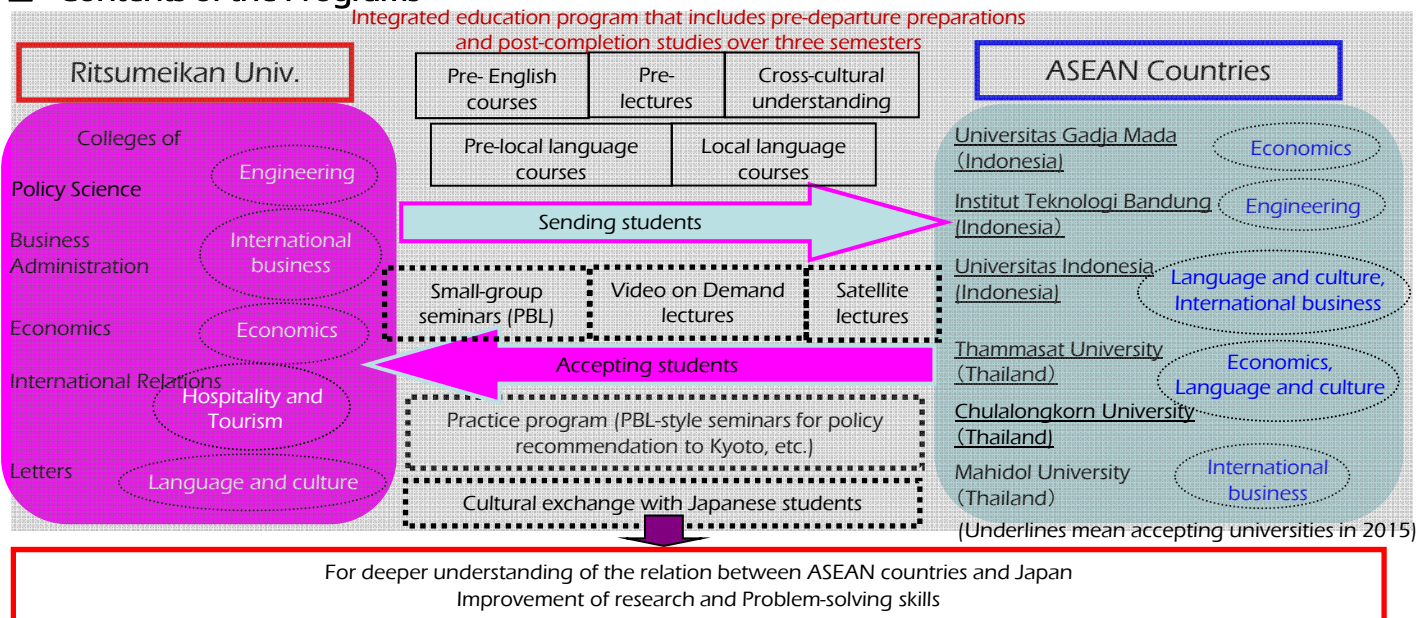 Contents of the Programs
Integrated education program that includes pre-departure preparations
and post-completion studies over three semesters
Ritsumeikan Univ.
Colleges of
Policy Science
Business
Administration
Economics
International Relations
Letters
Engineering
International
business
Economics
Hospitality and
Tourism
Language and culture
Pre- English
courses
Pre-
lectures
Cross-cultural
understanding
Pre-local language
courses
Local language
courses
Sending students
Small-group
seminars (PBL)
Video on Demand
lectures
Satellite
lectures
Accepting students
Practice program (PBL-style seminars for policy
recommendation to Kyoto, etc.)
Cultural exchange with Japanese students
ASEAN Countries
Universitas Gadja Mada
(Indonesia)
Economics
Institut Teknologi Bandung
(Indonesia)
Engineering
Universitas Indonesia
(Indonesia)
Language and culture,
International business
Thammasat University
(Thailand)
Economics,
Language and culture
Chulalongkorn University
(Thailand)
Mahidol University
(Thailand)
International
business
(Underlines mean accepting universities in 2015)
For deeper understanding of the relation between ASEAN countries and Japan
Improvement of research and Problem-solving skills